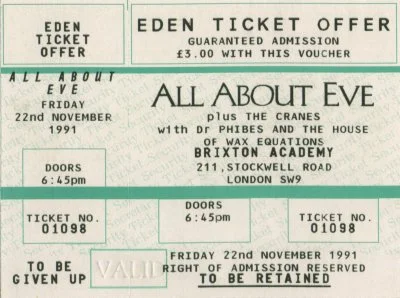 EDEN
TICKET
OFFER
ALL ABOUT
EVE
FRIDAY
22nd NOVEMBER
1991
DOORS
6:45pm
TICKET NO.
01098
TO BE
GIVEN UP
EDEN TICKET OFFER
GUARANTEED ADMISSION
£3.00 WITH THIS VOUCHER
ALL ABOUT EVE
plus THE CRANES
with Dr PHIBES AND THE HOUSE
OF WAX EQUATIONS
BRIXTON ACADEMY
211, STOCKWELL ROAD
LONDON SW9
DOORS
6:45pm
TICKET NO.
01098
VALID
FRIDAY 22nd NOVEMBER 1991
RIGHT OF ADMISSION RESERVED
TO BE RETAINED